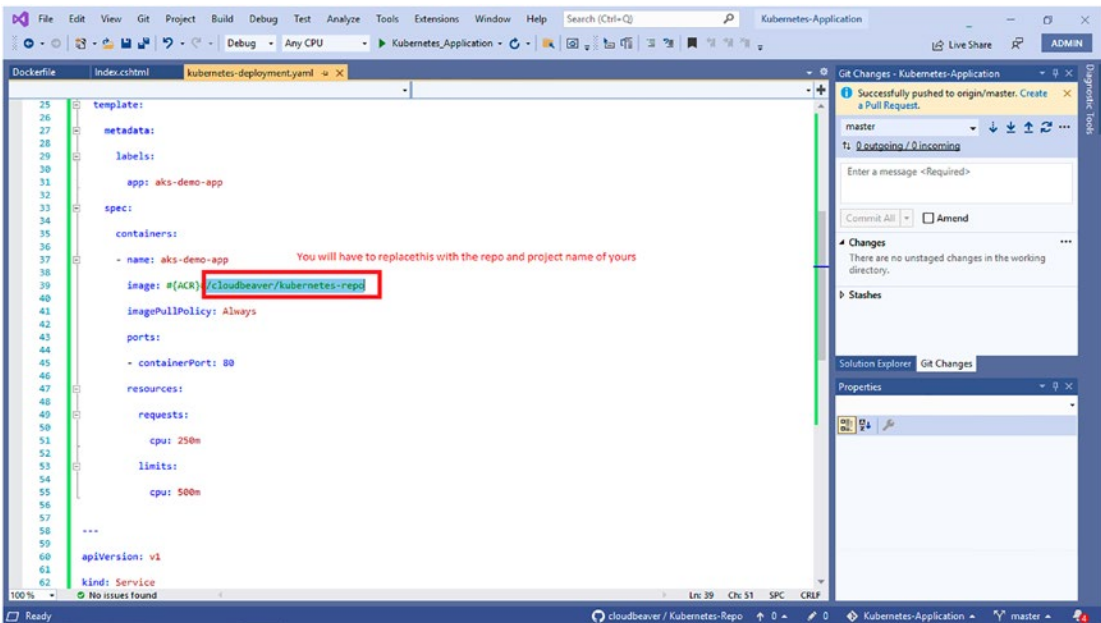 File Edit View Git Project Build Debug Test Analyze Tools Extensions Window Help Search (Ctrl+Q) Kubernetes-Application
Debug Any CPU Kubernetes_Application Live Share ADMIN
Dockerfile Index.cshtml kubernetes-deployment.yaml
Git Changes - Kubernetes-Application
Successfully pushed to origin/master. Create
a Pull Request.
master
0 outgoing / 0 incoming
Enter a message <Required>
Commit All Amend
Changes
There are no unstaged changes in the working
directory.
Stashes
Solution Explorer Git Changes
Properties
Diagnostic Tools
25 template:
26
27 metadata:
28
29 labels:
30
31 app: aks-demo-app
32
33 spec:
34
35 containers:
36
37 - name: aks-demo-app You will have to replacethis with the repo and project name of yours
38
39 image: #{ACR}#/cloudbeaver/kubernetes-repo
40
41 imagePullPolicy: Always
42
43 ports:
44
45 - containerPort: 80
46
47 resources:
48
49 requests:
50
51 cpu: 250m
52
53 limits:
54
55 cpu: 500m
56
57
58 ---
59
60 apiVersion: v1
61
62 kind: Service
100 % No issues found Ln: 39 Ch: 51 SPC CRLF
Ready cloudbeaver / Kubernetes-Repo 0 0 Kubernetes-Application master 4